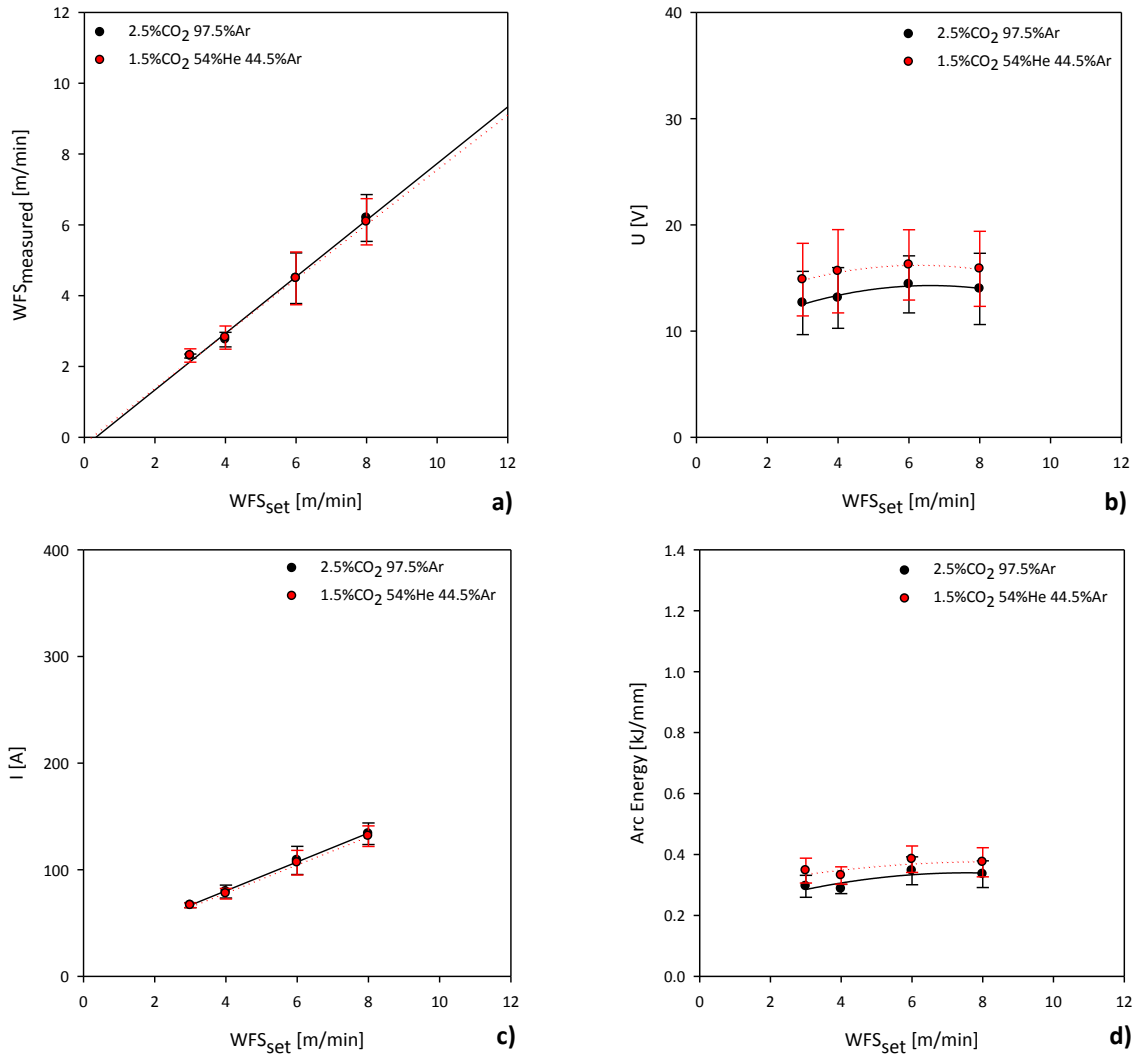 12
2.5%CO2 97.5%Ar
1.5%CO2 54%He 44.5%Ar
10
8
6
4
2
0
WFSmeasured [m/min]
0 2 4 6 8 10 12
WFSset [m/min]
a)
40
2.5%CO2 97.5%Ar
1.5%CO2 54%He 44.5%Ar
30
20
10
0
U [V]
0 2 4 6 8 10 12
WFSset [m/min]
b)
400
2.5%CO2 97.5%Ar
1.5%CO2 54%He 44.5%Ar
300
200
100
0
I [A]
0 2 4 6 8 10 12
WFSset [m/min]
c)
1.4
2.5%CO2 97.5%Ar
1.5%CO2 54%He 44.5%Ar
1.2
1.0
0.8
0.6
0.4
0.2
0.0
Arc Energy [kJ/mm]
0 2 4 6 8 10 12
WFSset [m/min]
d)